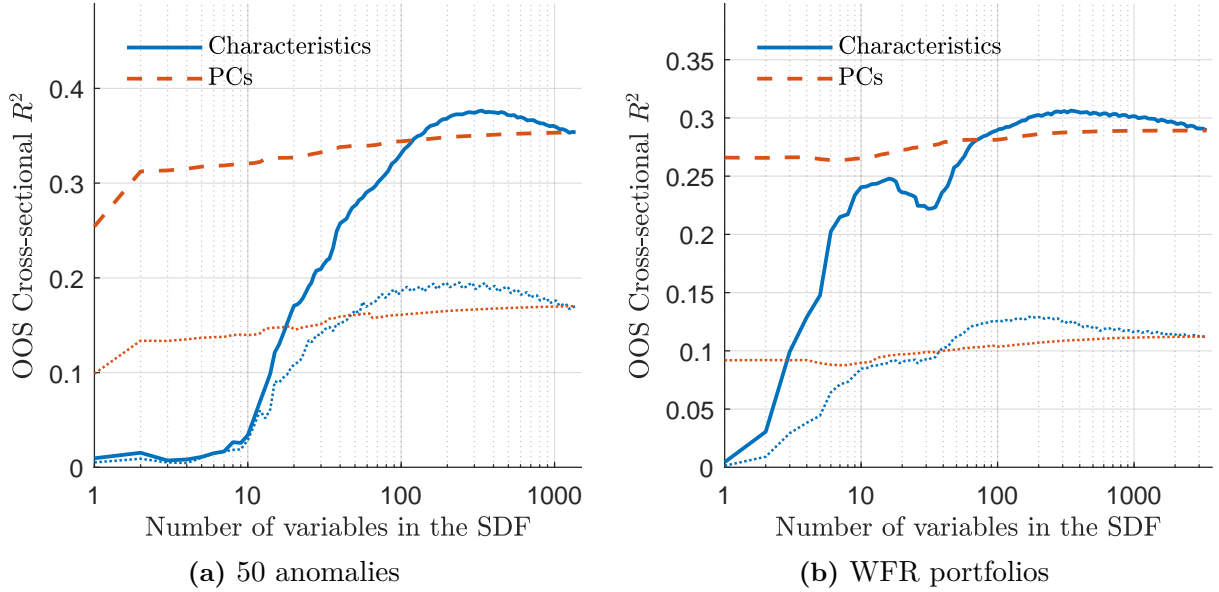 Characteristics
PCs
0.4
0.3
0.2
0.1
0
OOS Cross-sectional R²
1 10 100 1000
Number of variables in the SDF
(a) 50 anomalies
Characteristics
PCs
0.35
0.3
0.25
0.2
0.15
0.1
0.05
0
OOS Cross-sectional R²
1 10 100 1000
Number of variables in the SDF
(b) WFR portfolios